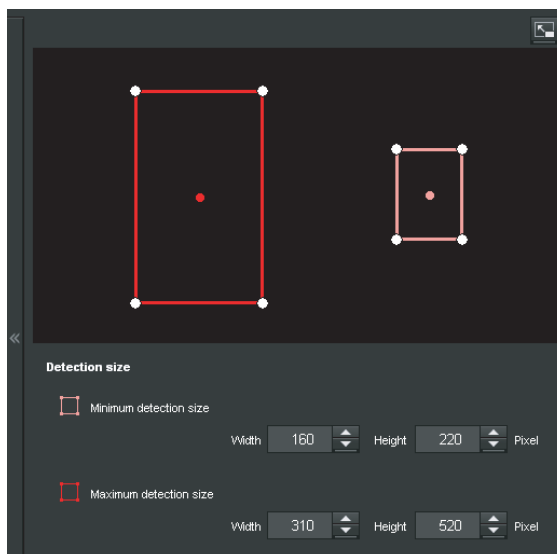 Detection size
Minimum detection size
Width 160 Height 220 Pixel
Maximum detection size
Width 310 Height 520 Pixel